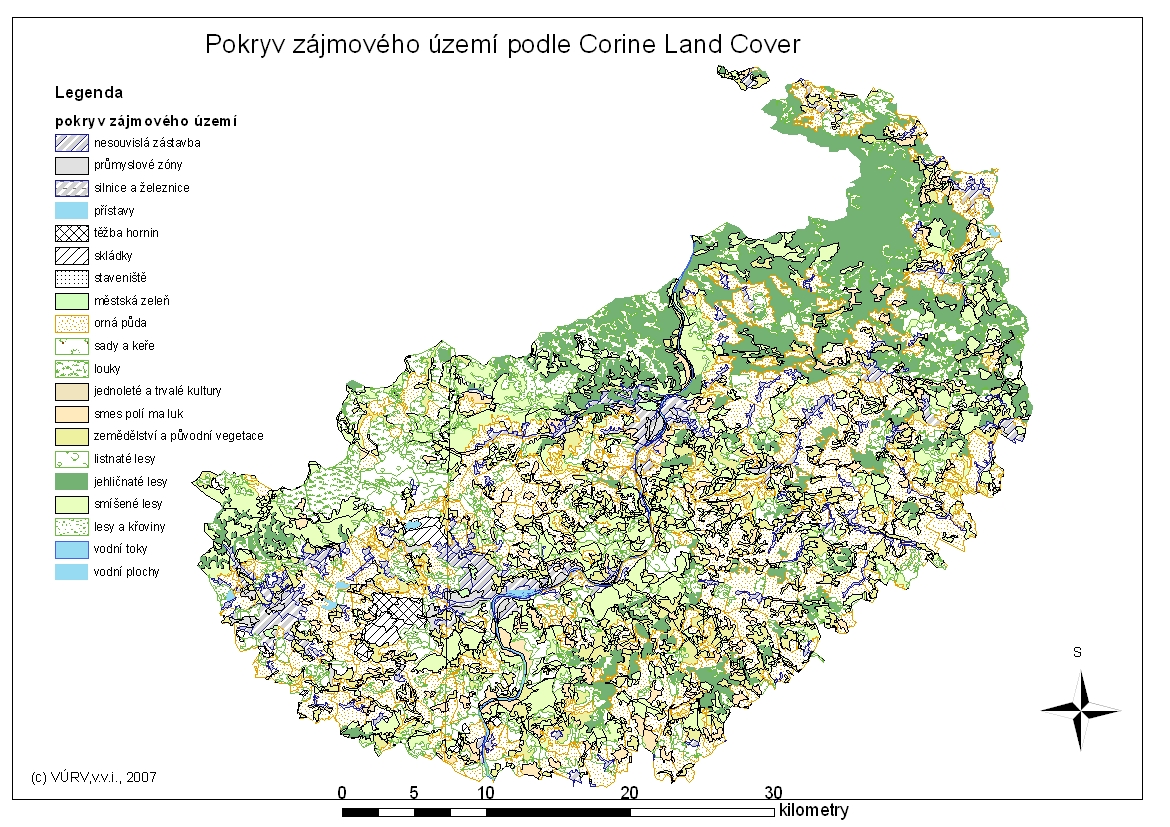 Pokryv zájmového území podle Corine Land Cover
Legenda
pokryv zájmového území
nesouvislá zástavba
průmyslové zóny
silnice a železnice
přístavy
těžba hornin
skládky
staveniště
městská zeleň
orná půda
sady a keře
louky
jednoleté a trvalé kultury
smes polí ma luk
zemědělství a původní vegetace
listnaté lesy
jehličnaté lesy
smíšené lesy
lesy a křoviny
vodní toky
vodní plochy
S
(c) VÚRV,v.v.i., 2007
0 5 10 20 30
kilometry